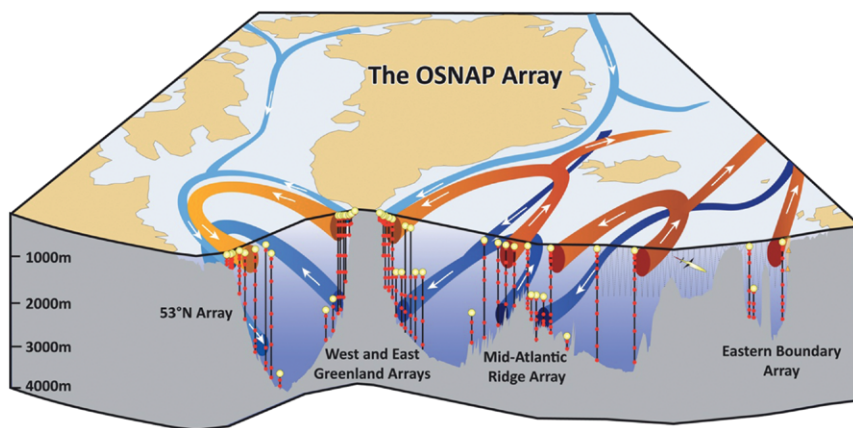 The OSNAP Array
1000m
2000m
3000m
4000m
53°N Array
West and East
Greenland Arrays
Mid-Atlantic
Ridge Array
Eastern Boundary
Array